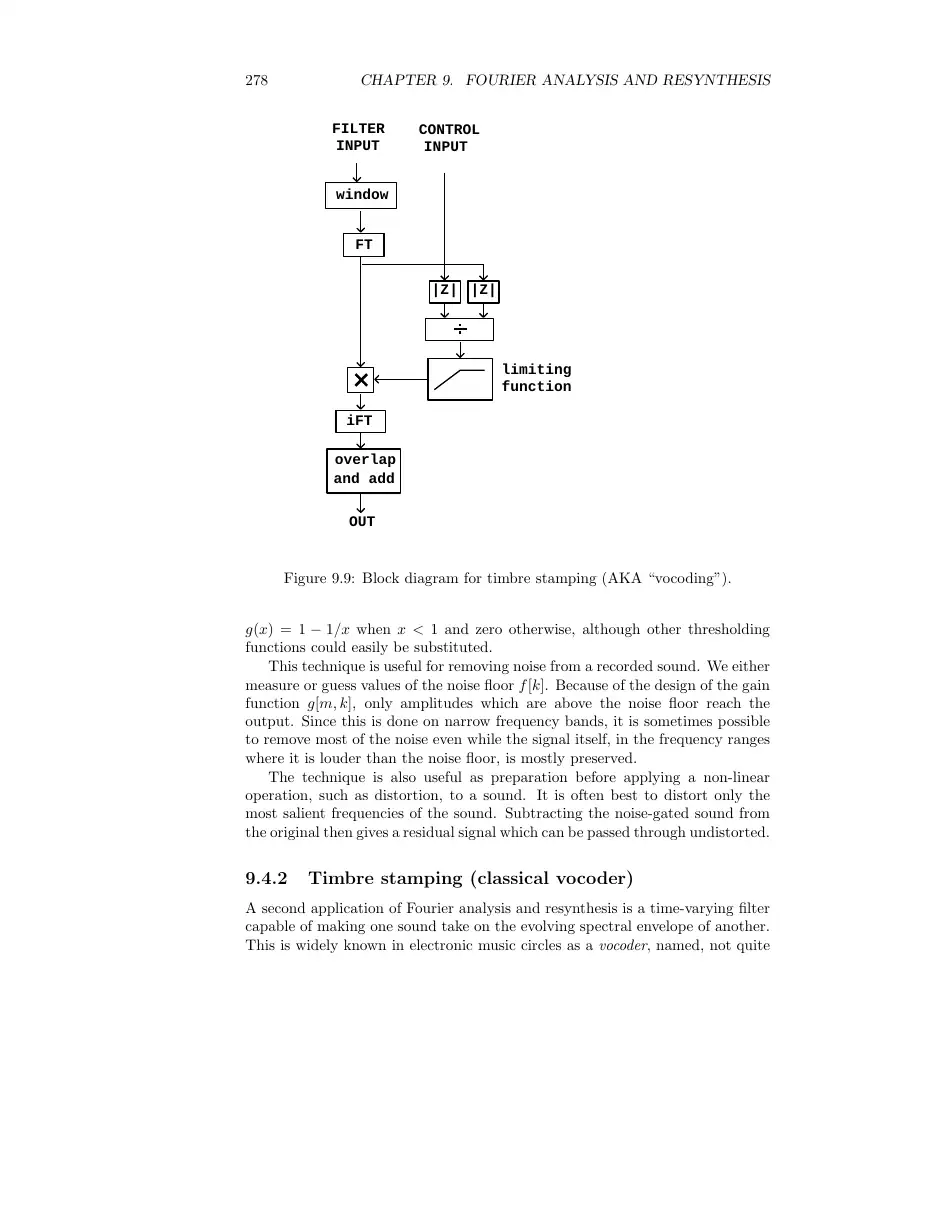 278 CHAPTER 9. FOURIER ANALYSIS AND RESYNTHESIS
FILTER
INPUT
CONTROL
INPUT
window
FT
|Z| |Z|
÷
limiting
function
×
iFT
overlap
and add
OUT
Figure 9.9: Block diagram for timbre stamping (AKA “vocoding”).
g(x) = 1 − 1/x when x < 1 and zero otherwise, although other thresholding
functions could easily be substituted.
This technique is useful for removing noise from a recorded sound. We either
measure or guess values of the noise floor f[k]. Because of the design of the gain
function g[m, k], only amplitudes which are above the noise floor reach the
output. Since this is done on narrow frequency bands, it is sometimes possible
to remove most of the noise even while the signal itself, in the frequency ranges
where it is louder than the noise floor, is mostly preserved.
The technique is also useful as preparation before applying a non-linear
operation, such as distortion, to a sound. It is often best to distort only the
most salient frequencies of the sound. Subtracting the noise-gated sound from
the original then gives a residual signal which can be passed through undistorted.
9.4.2 Timbre stamping (classical vocoder)
A second application of Fourier analysis and resynthesis is a time-varying filter
capable of making one sound take on the evolving spectral envelope of another.
This is widely known in electronic music circles as a vocoder, named, not quite